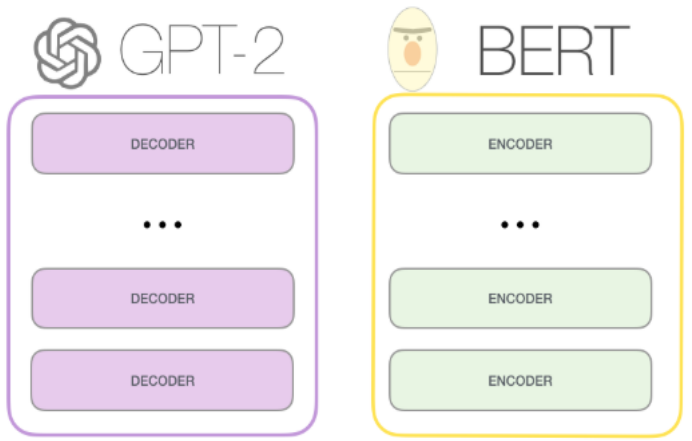 GPT-2
BERT
DECODER
ENCODER
...
...
DECODER
ENCODER
DECODER
ENCODER